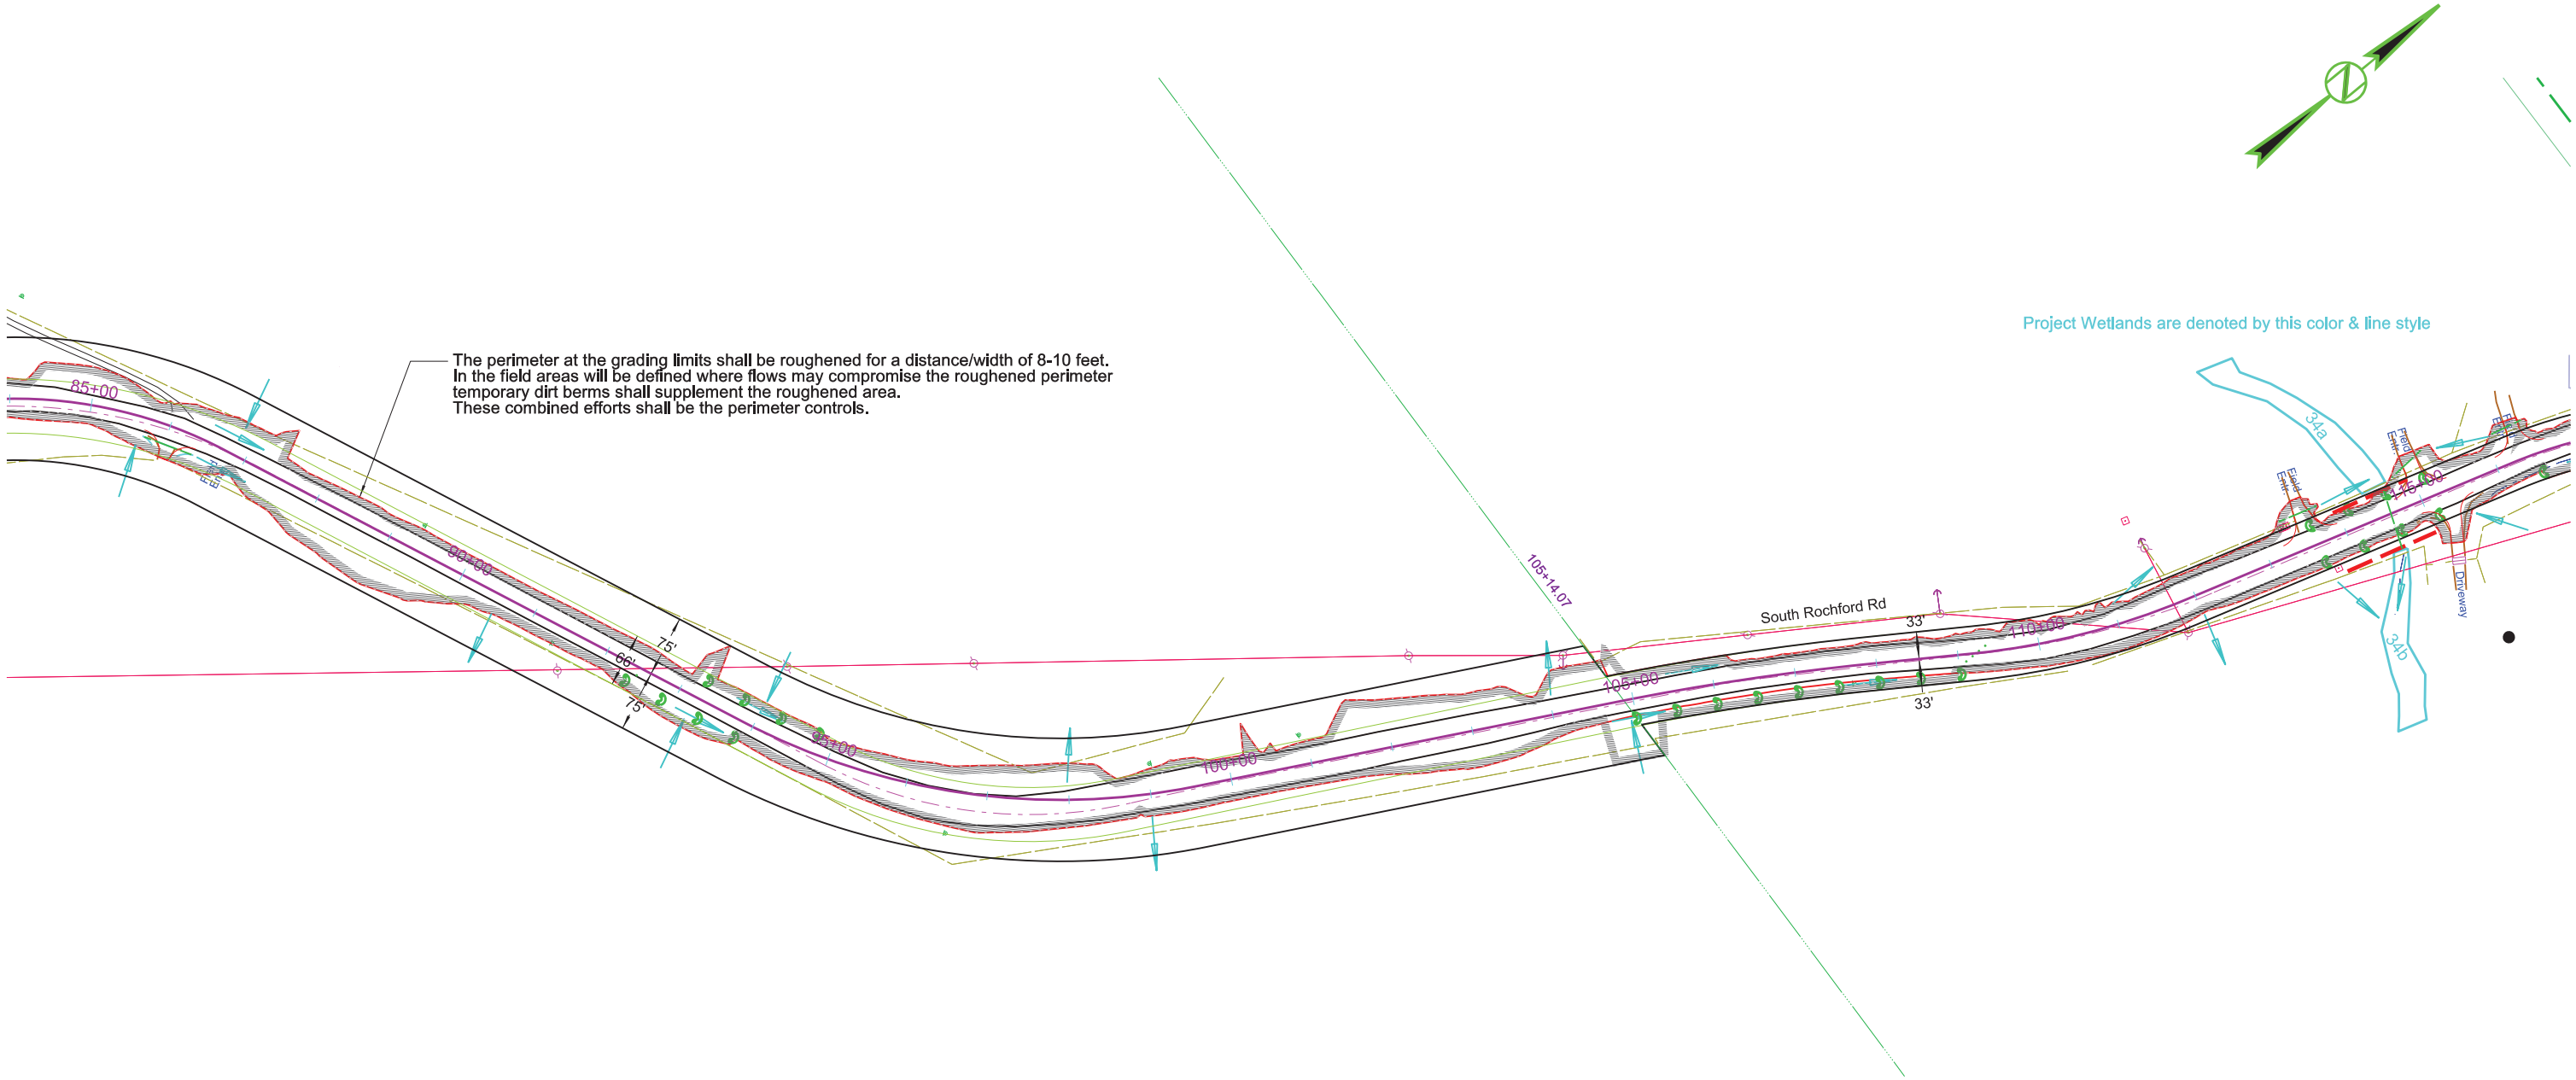 Project Wetlands are denoted by this color & line style
The perimeter at the grading limits shall be roughened for a distance/width of 8-10 feet.
In the field areas will be defined where flows may compromise the roughened perimeter
temporary dirt berms shall supplement the roughened area.
These combined efforts shall be the perimeter controls.
85+00
90+00
66'
75'
75'
95+00
100+00
105+14.07
105+00
South Rochford Rd
33'
33'
110+00
34a
Field
Entr.
Field
Entr.
115+00
Driveway
34b